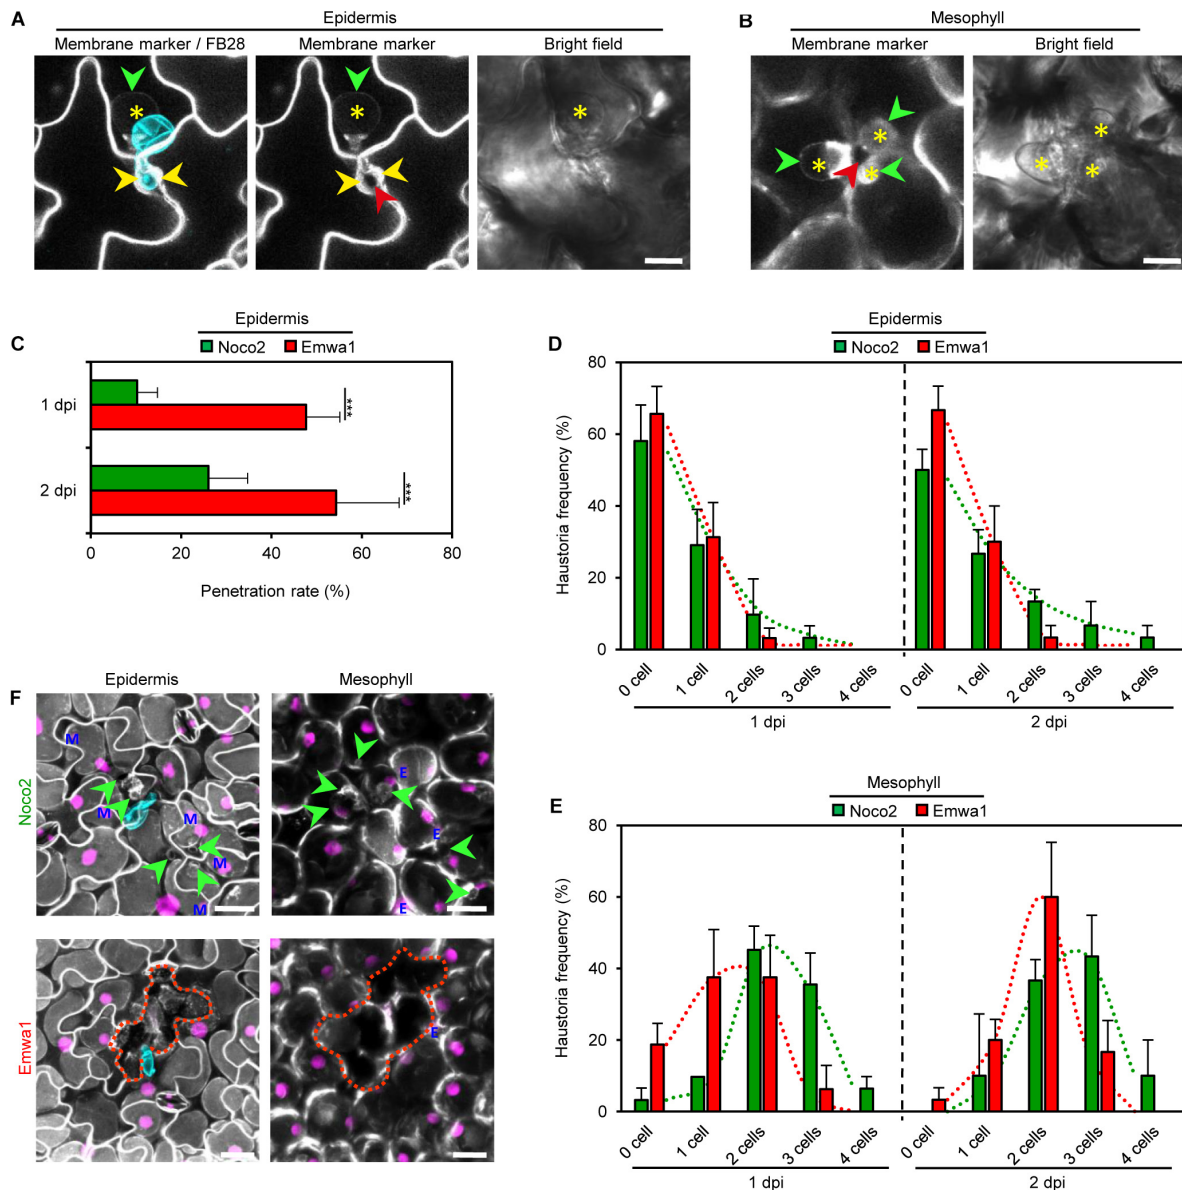 A
Epidermis
Membrane marker / FB28
Membrane marker
Bright field
*
*
*
B
Mesophyll
Membrane marker
Bright field
*
*
*
*
*
*
C
Epidermis
Noco2
Emwa1
1 dpi
***
2 dpi
***
0
20
40
60
80
Penetration rate (%)
D
Epidermis
Noco2
Emwa1
Haustoria frequency (%)
80
60
40
20
0
0 cell
1 cell
2 cells
3 cells
4 cells
0 cell
1 cell
2 cells
3 cells
4 cells
1 dpi
2 dpi
F
Epidermis
Mesophyll
Noco2
M
M
M
M
M
E
E
E
Emwa1
E
E
Mesophyll
Noco2
Emwa1
Haustoria frequency (%)
80
60
40
20
0
0 cell
1 cell
2 cells
3 cells
4 cells
0 cell
1 cell
2 cells
3 cells
4 cells
1 dpi
2 dpi